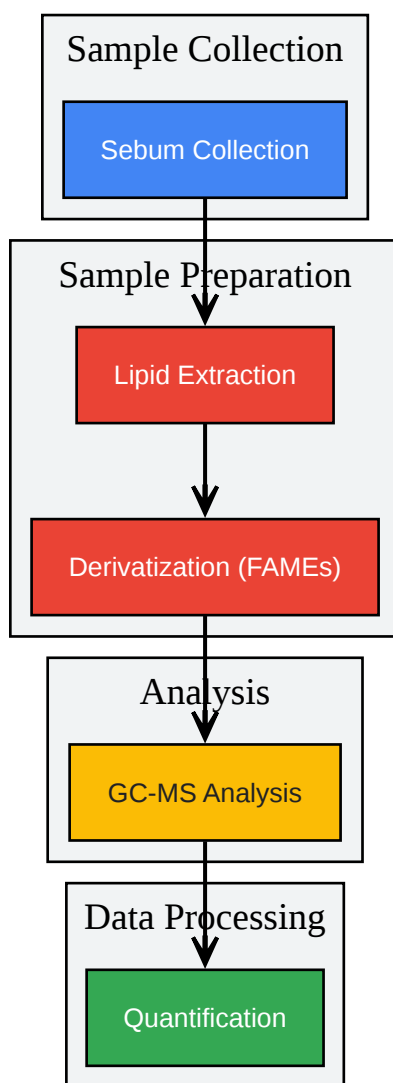 Sample Collection
Sebum Collection
Sample Preparation
Lipid Extraction
Derivatization (FAMEs)
Analysis
GC-MS Analysis
Data Processing
Quantification